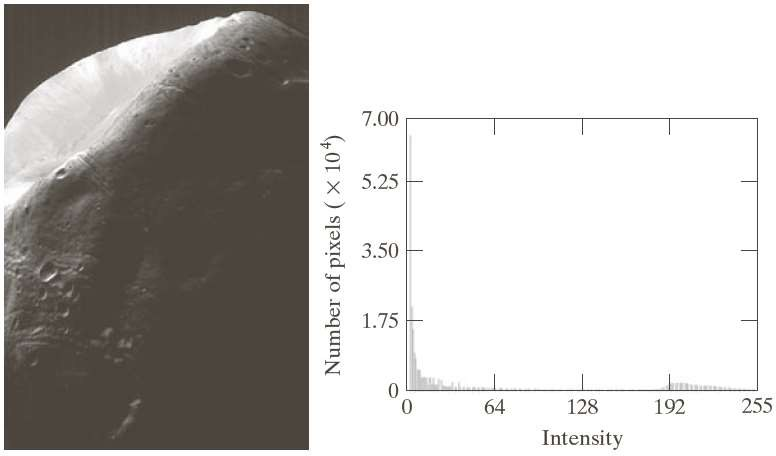 7.00
5.25
3.50
1.75
0
Number of pixels ( × 10⁴)
0 64 128 192 255
Intensity